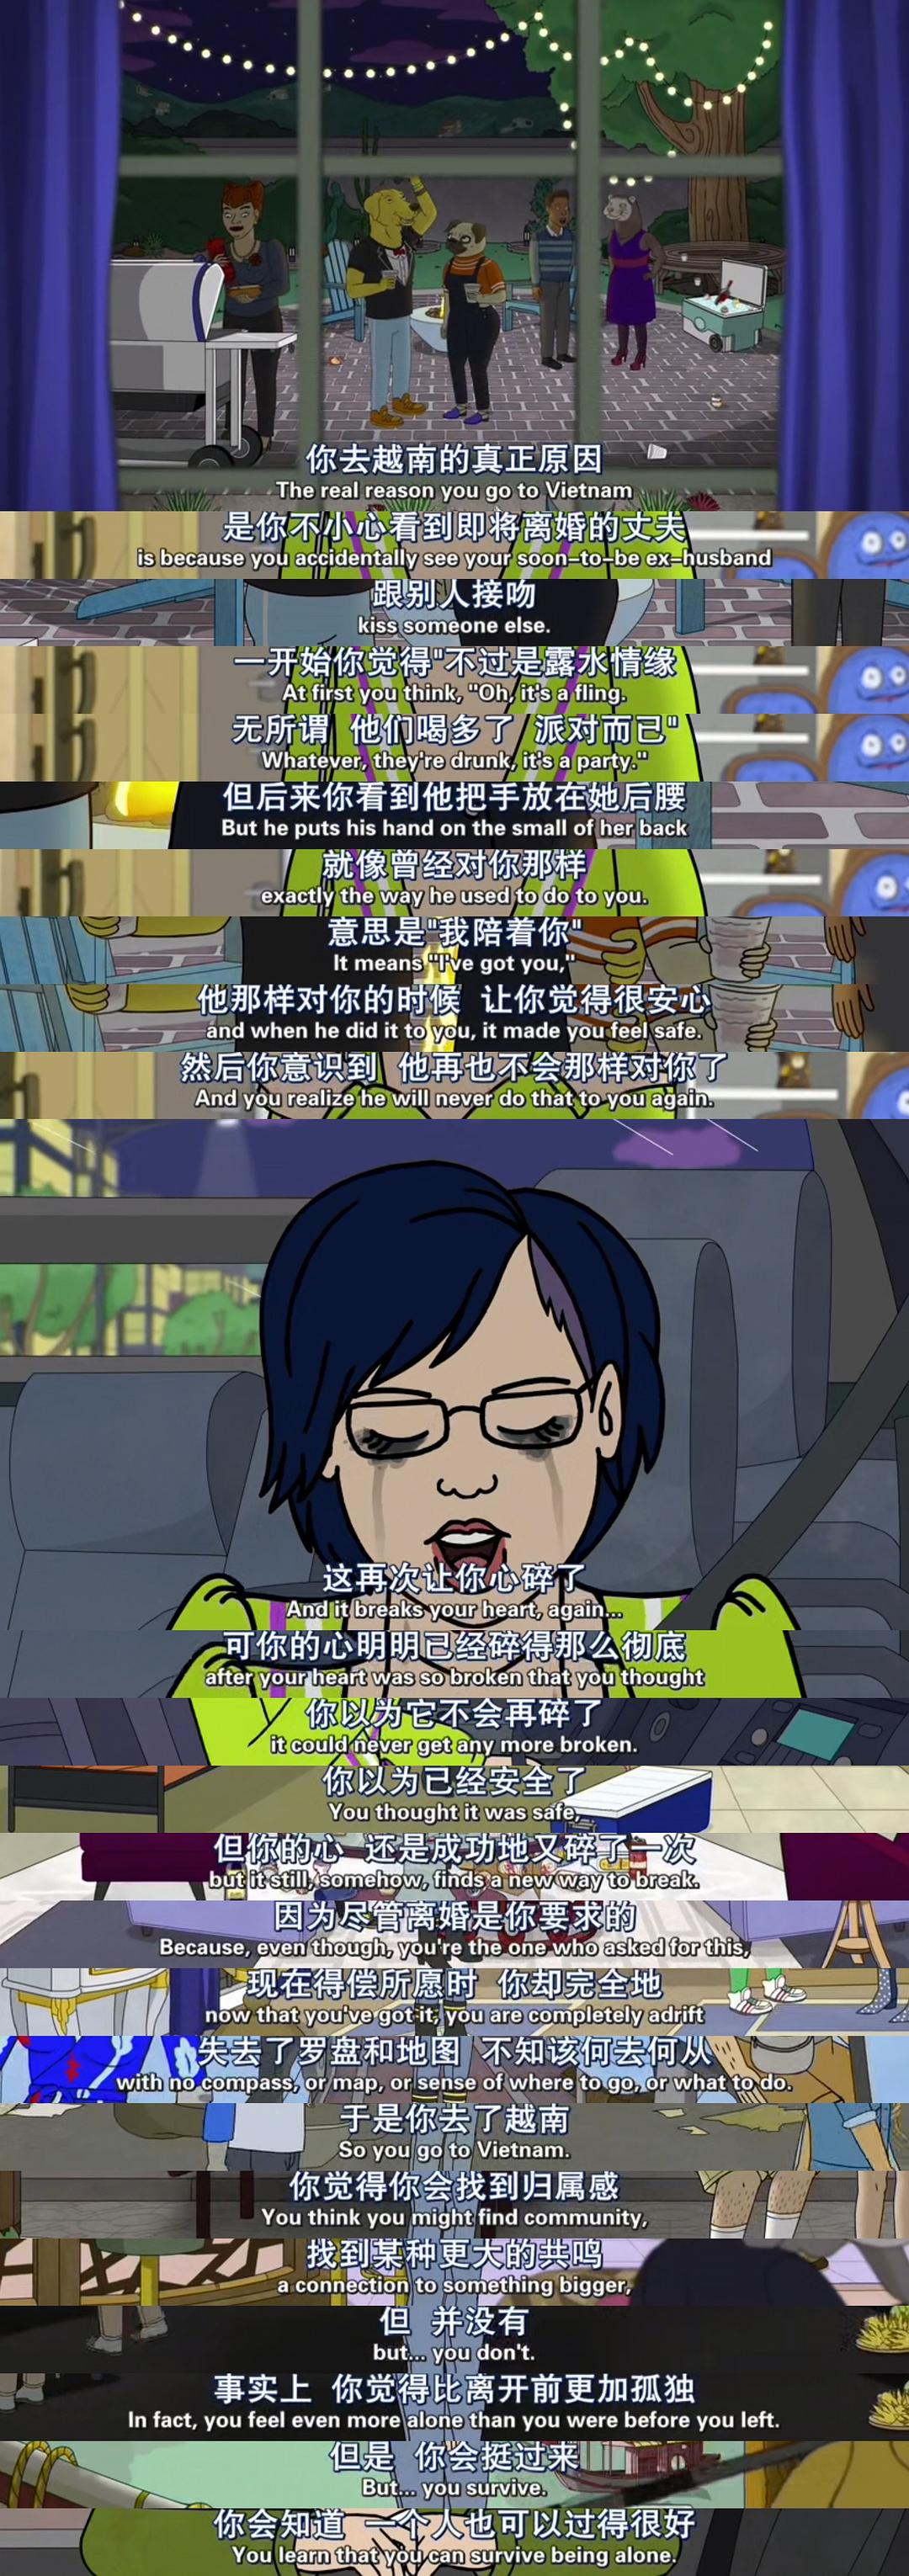 你去越南的真正原因
The real reason you go to Vietnam
是你不小心看到即将离婚的丈夫
is because you accidentally see your soon-to-be ex-husband
跟别人接吻
kiss someone else.
一开始你觉得"不过是露水情缘
At first you think, "Oh, it's a fling.
无所谓 他们喝多了 派对而已"
Whatever, they're drunk, it's a party."
但后来你看到他把手放在她后腰
But he puts his hand on the small of her back
就像曾经对你那样
exactly the way he used to do to you.
意思是"我陪着你"
It means "I've got you,"
他那样对你的时候 让你觉得很安心
and when he did it to you, it made you feel safe.
然后你意识到 他再也不会那样对你了
And you realize he will never do that to you again.
这再次让你心碎了
And it breaks your heart, again...
可你的心明明已经碎得那么彻底
after your heart was so broken that you thought
你以为它不会再碎了
it could never get any more broken.
你以为已经安全了
You thought it was safe,
但你的心 还是成功地又碎了一次
but it still, somehow, finds a new way to break.
因为尽管离婚是你要求的
Because, even though, you're the one who asked for this,
现在得偿所愿时 你却完全地
now that you've got it, you are completely adrift
失去了罗盘和地图 不知该何去何从
with no compass, or map, or sense of where to go, or what to do.
于是你去了越南
So you go to Vietnam.
你觉得你会找到归属感
You think you might find community,
找到某种更大的共鸣
a connection to something bigger,
但 并没有
but... you don't.
事实上 你觉得比离开前更加孤独
In fact, you feel even more alone than you were before you left.
但是 你会挺过来
But... you survive.
你会知道 一个人也可以过得很好
You learn that you can survive being alone.